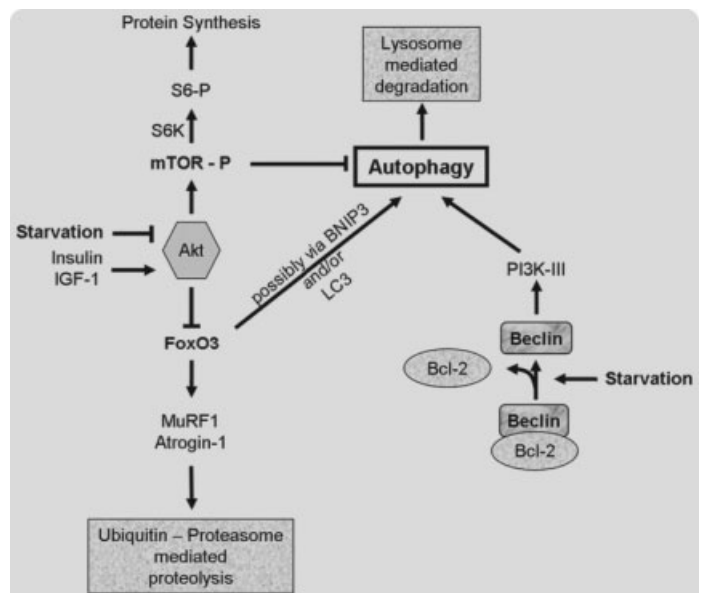 Protein Synthesis
S6-P
S6K
mTOR - P
Starvation
Insulin
IGF-1
Akt
FoxO3
MuRF1
Atrogin-1
Ubiquitin – Proteasome
mediated
proteolysis
possibly via BNIP3
and/or
LC3
Lysosome
mediated
degradation
Autophagy
PI3K-III
Beclin
Bcl-2
Starvation
Beclin
Bcl-2